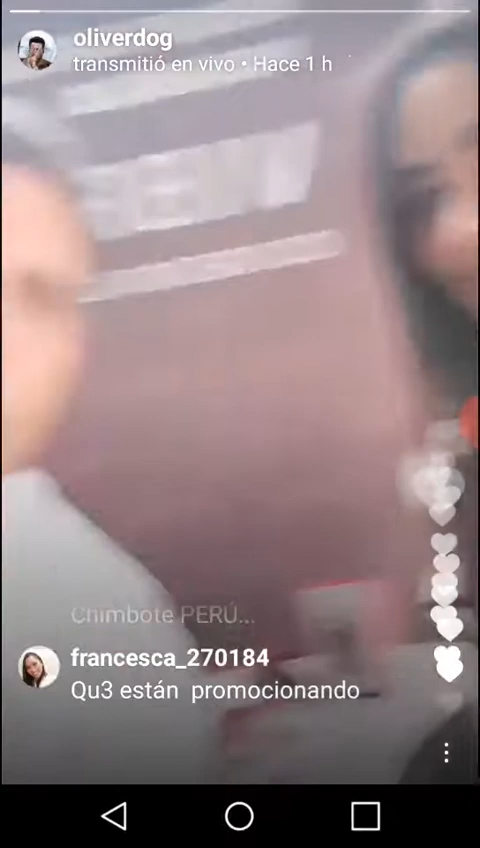 oliverdog
transmitió en vivo • Hace 1 h
Chimbote PERÚ...
francesca_270184
Qu3 están promocionando